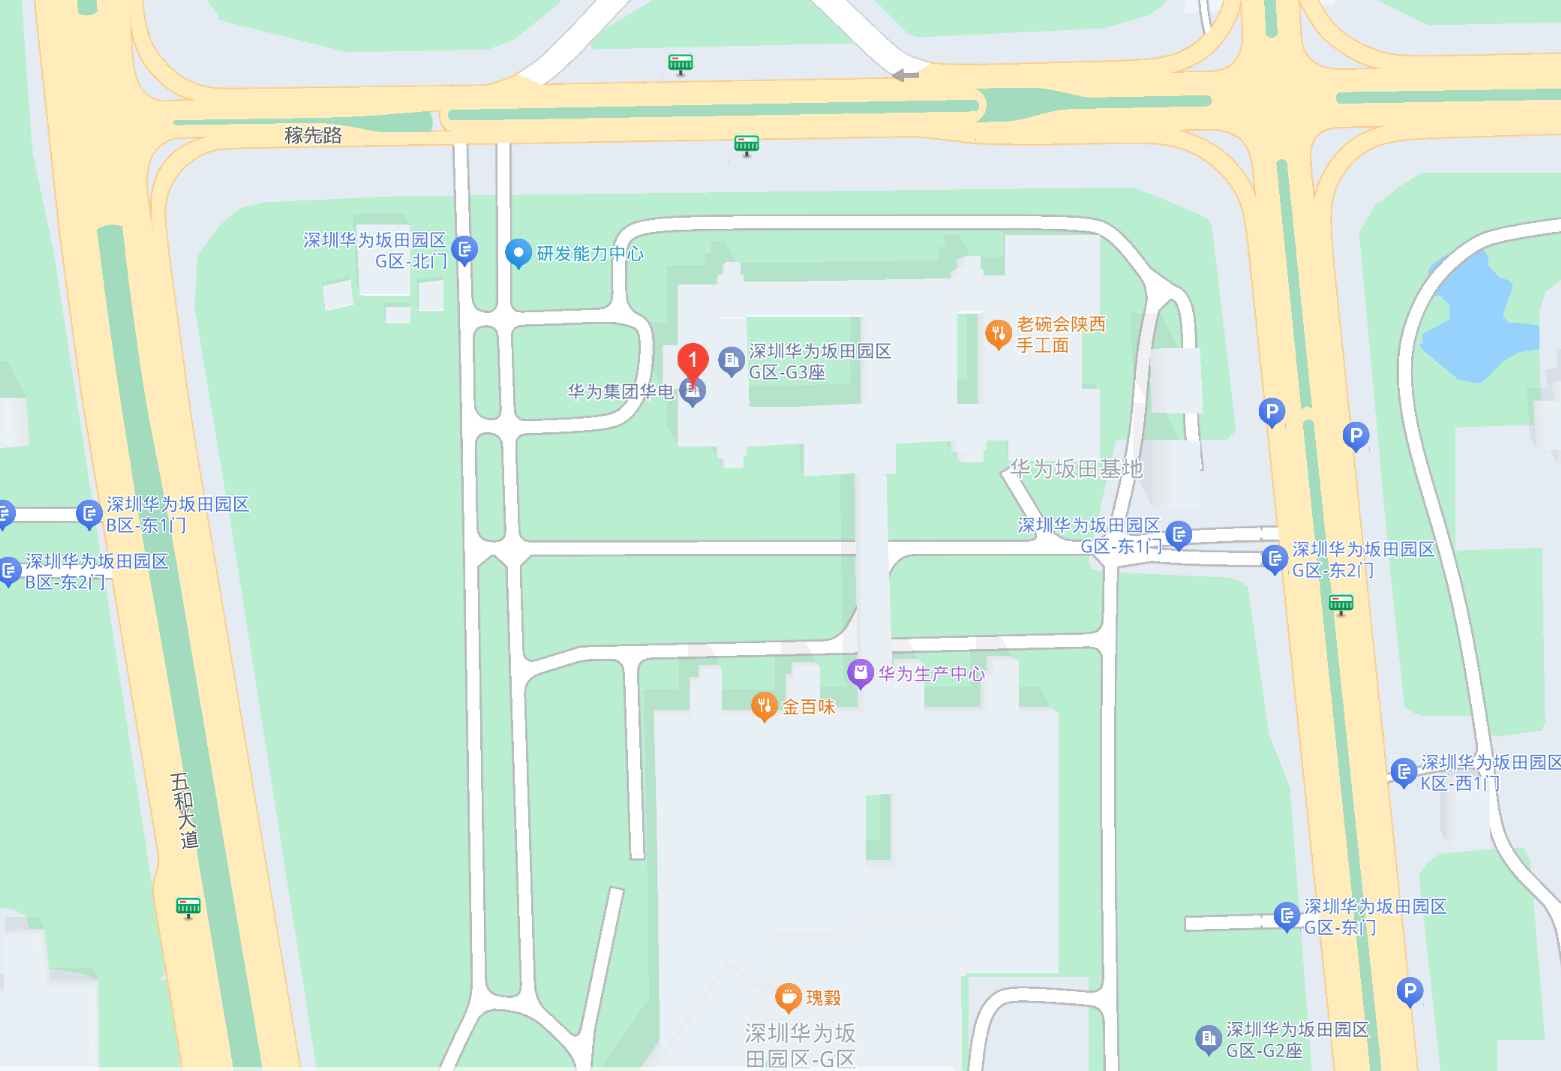 稼先路
深圳华为坂田园区
G区-北门
研发能力中心
老碗会陕西
手工面
1
深圳华为坂田园区
G区-G3座
华为集团华电
P
P
华为坂田基地
深圳华为坂田园区
B区-东1门
深圳华为坂田园区
G区-东1门
深圳华为坂田园区
G区-东2门
深圳华为坂田园区
B区-东2门
华为生产中心
金百味
五和大道
深圳华为坂田园区
K区-西1门
深圳华为坂田园区
G区-东门
P
瑰榖
深圳华为坂
田园区-G区
深圳华为坂田园区
G区-G2座